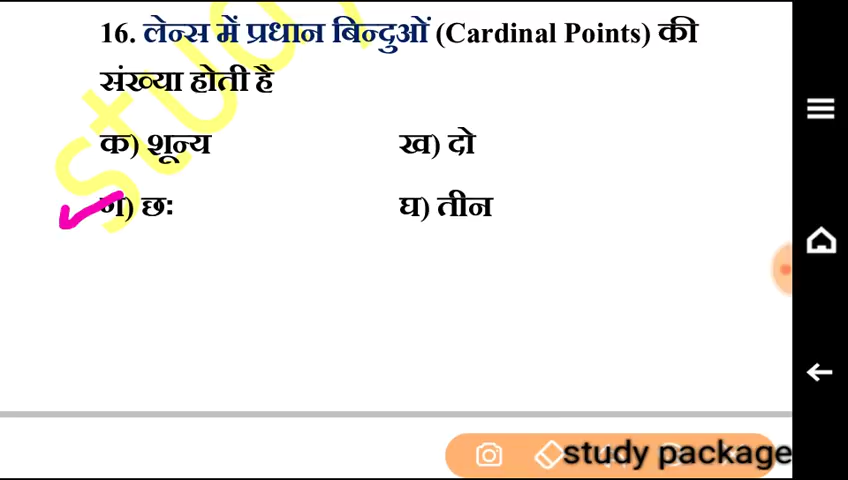 16. लेन्स में प्रधान बिन्दुओं (Cardinal Points) की
संख्या होती है
क) शून्य ख) दो
ग) छः घ) तीन
study package